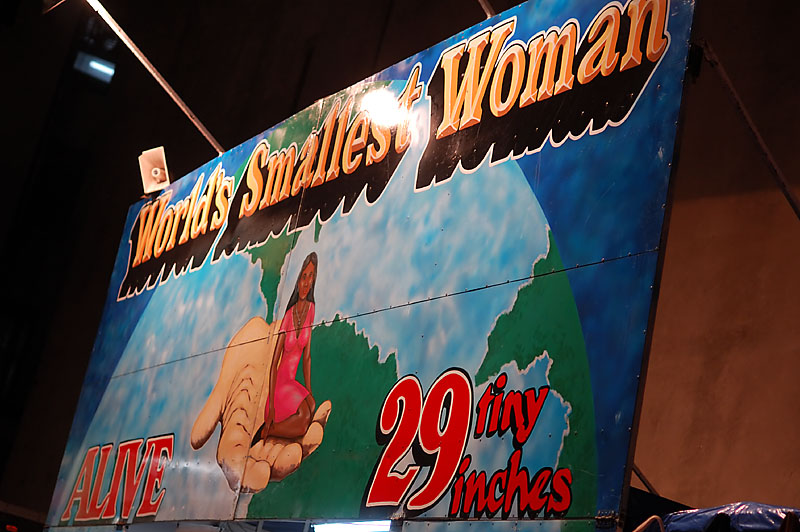 World's Smallest Woman
ALIVE
29 tiny
inches